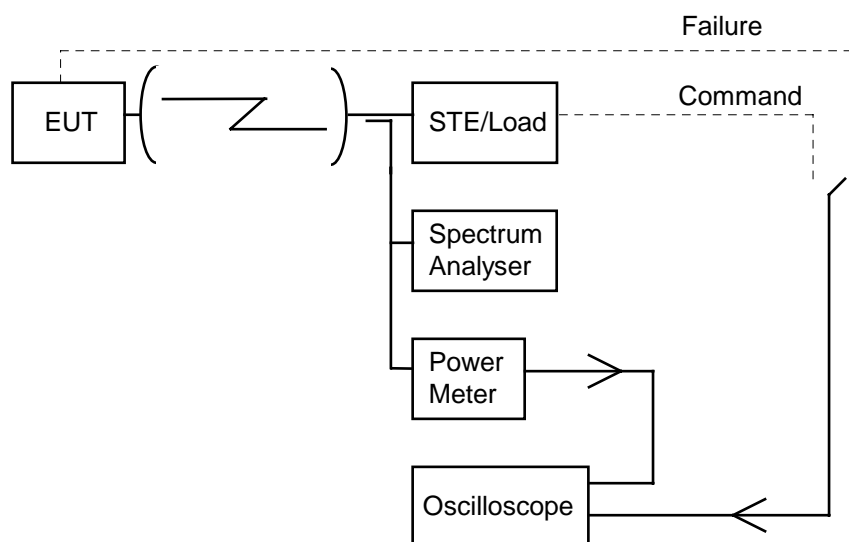 Failure
Command
EUT
STE/Load
Spectrum
Analyser
Power
Meter
Oscilloscope